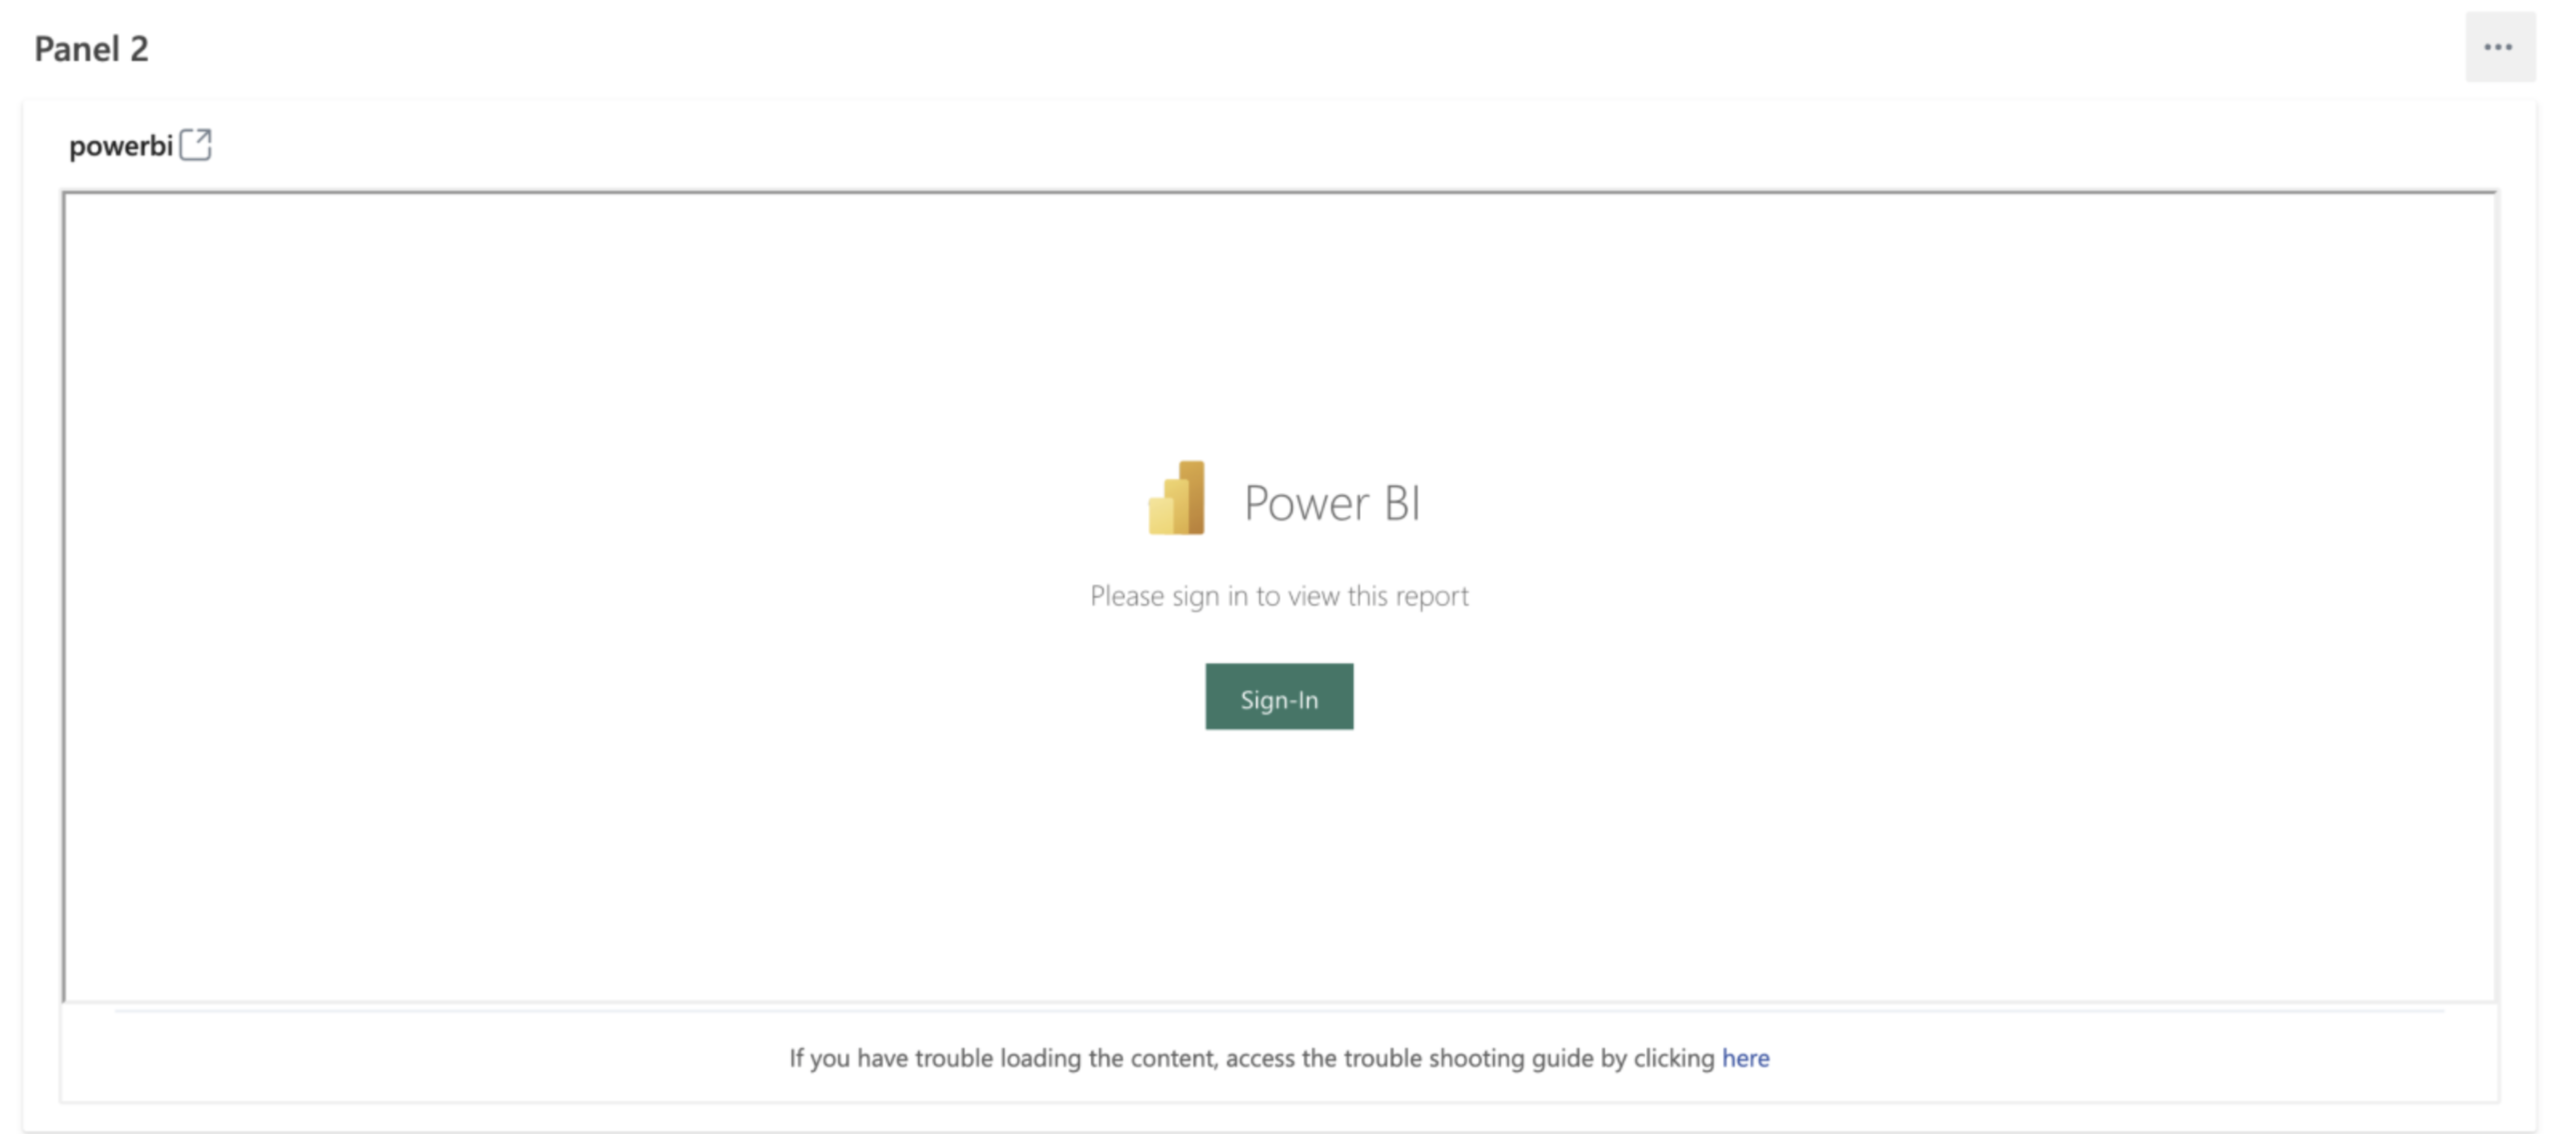 Panel 2
powerbi
Power BI
Please sign in to view this report
Sign-In
If you have trouble loading the content, access the trouble shooting guide by clicking here